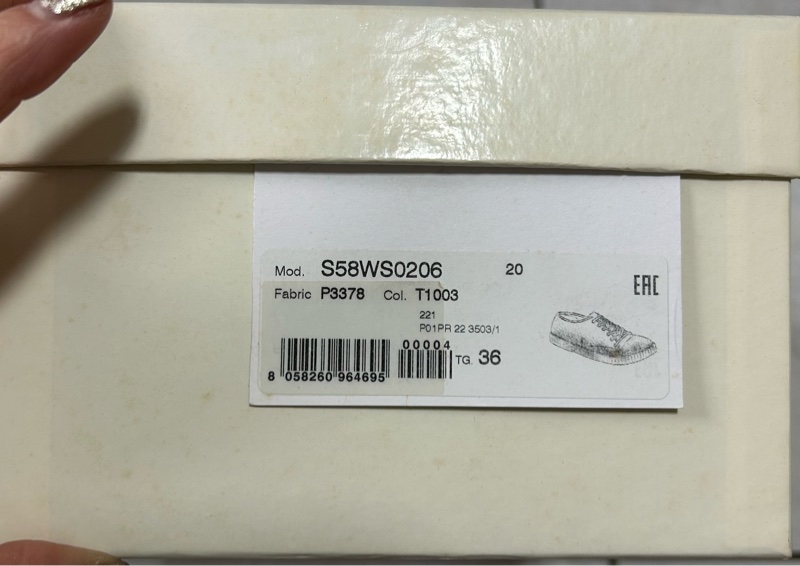 Mod. S58WS0206 20
EAC
Fabric P3378 Col. T1003
221
P01PR 22 3503/1
00004
TG. 36
8 058260 964695